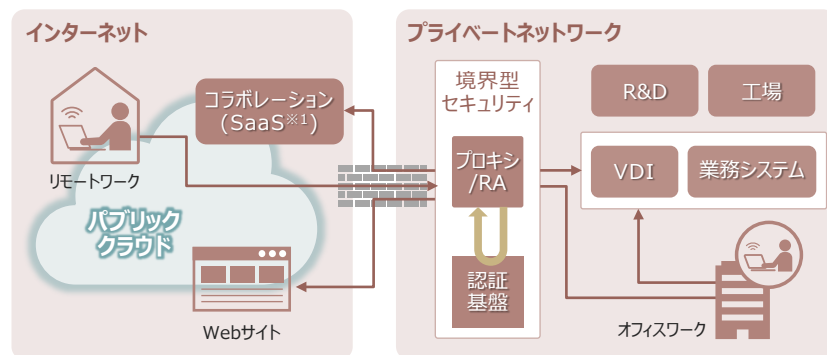 インターネット
プライベートネットワーク
コラボレーション
(SaaS※1)
リモートワーク
パブリック
クラウド
Webサイト
境界型
セキュリティ
プロキシ
/RA
認証
基盤
R&D
工場
VDI
業務システム
オフィスワーク